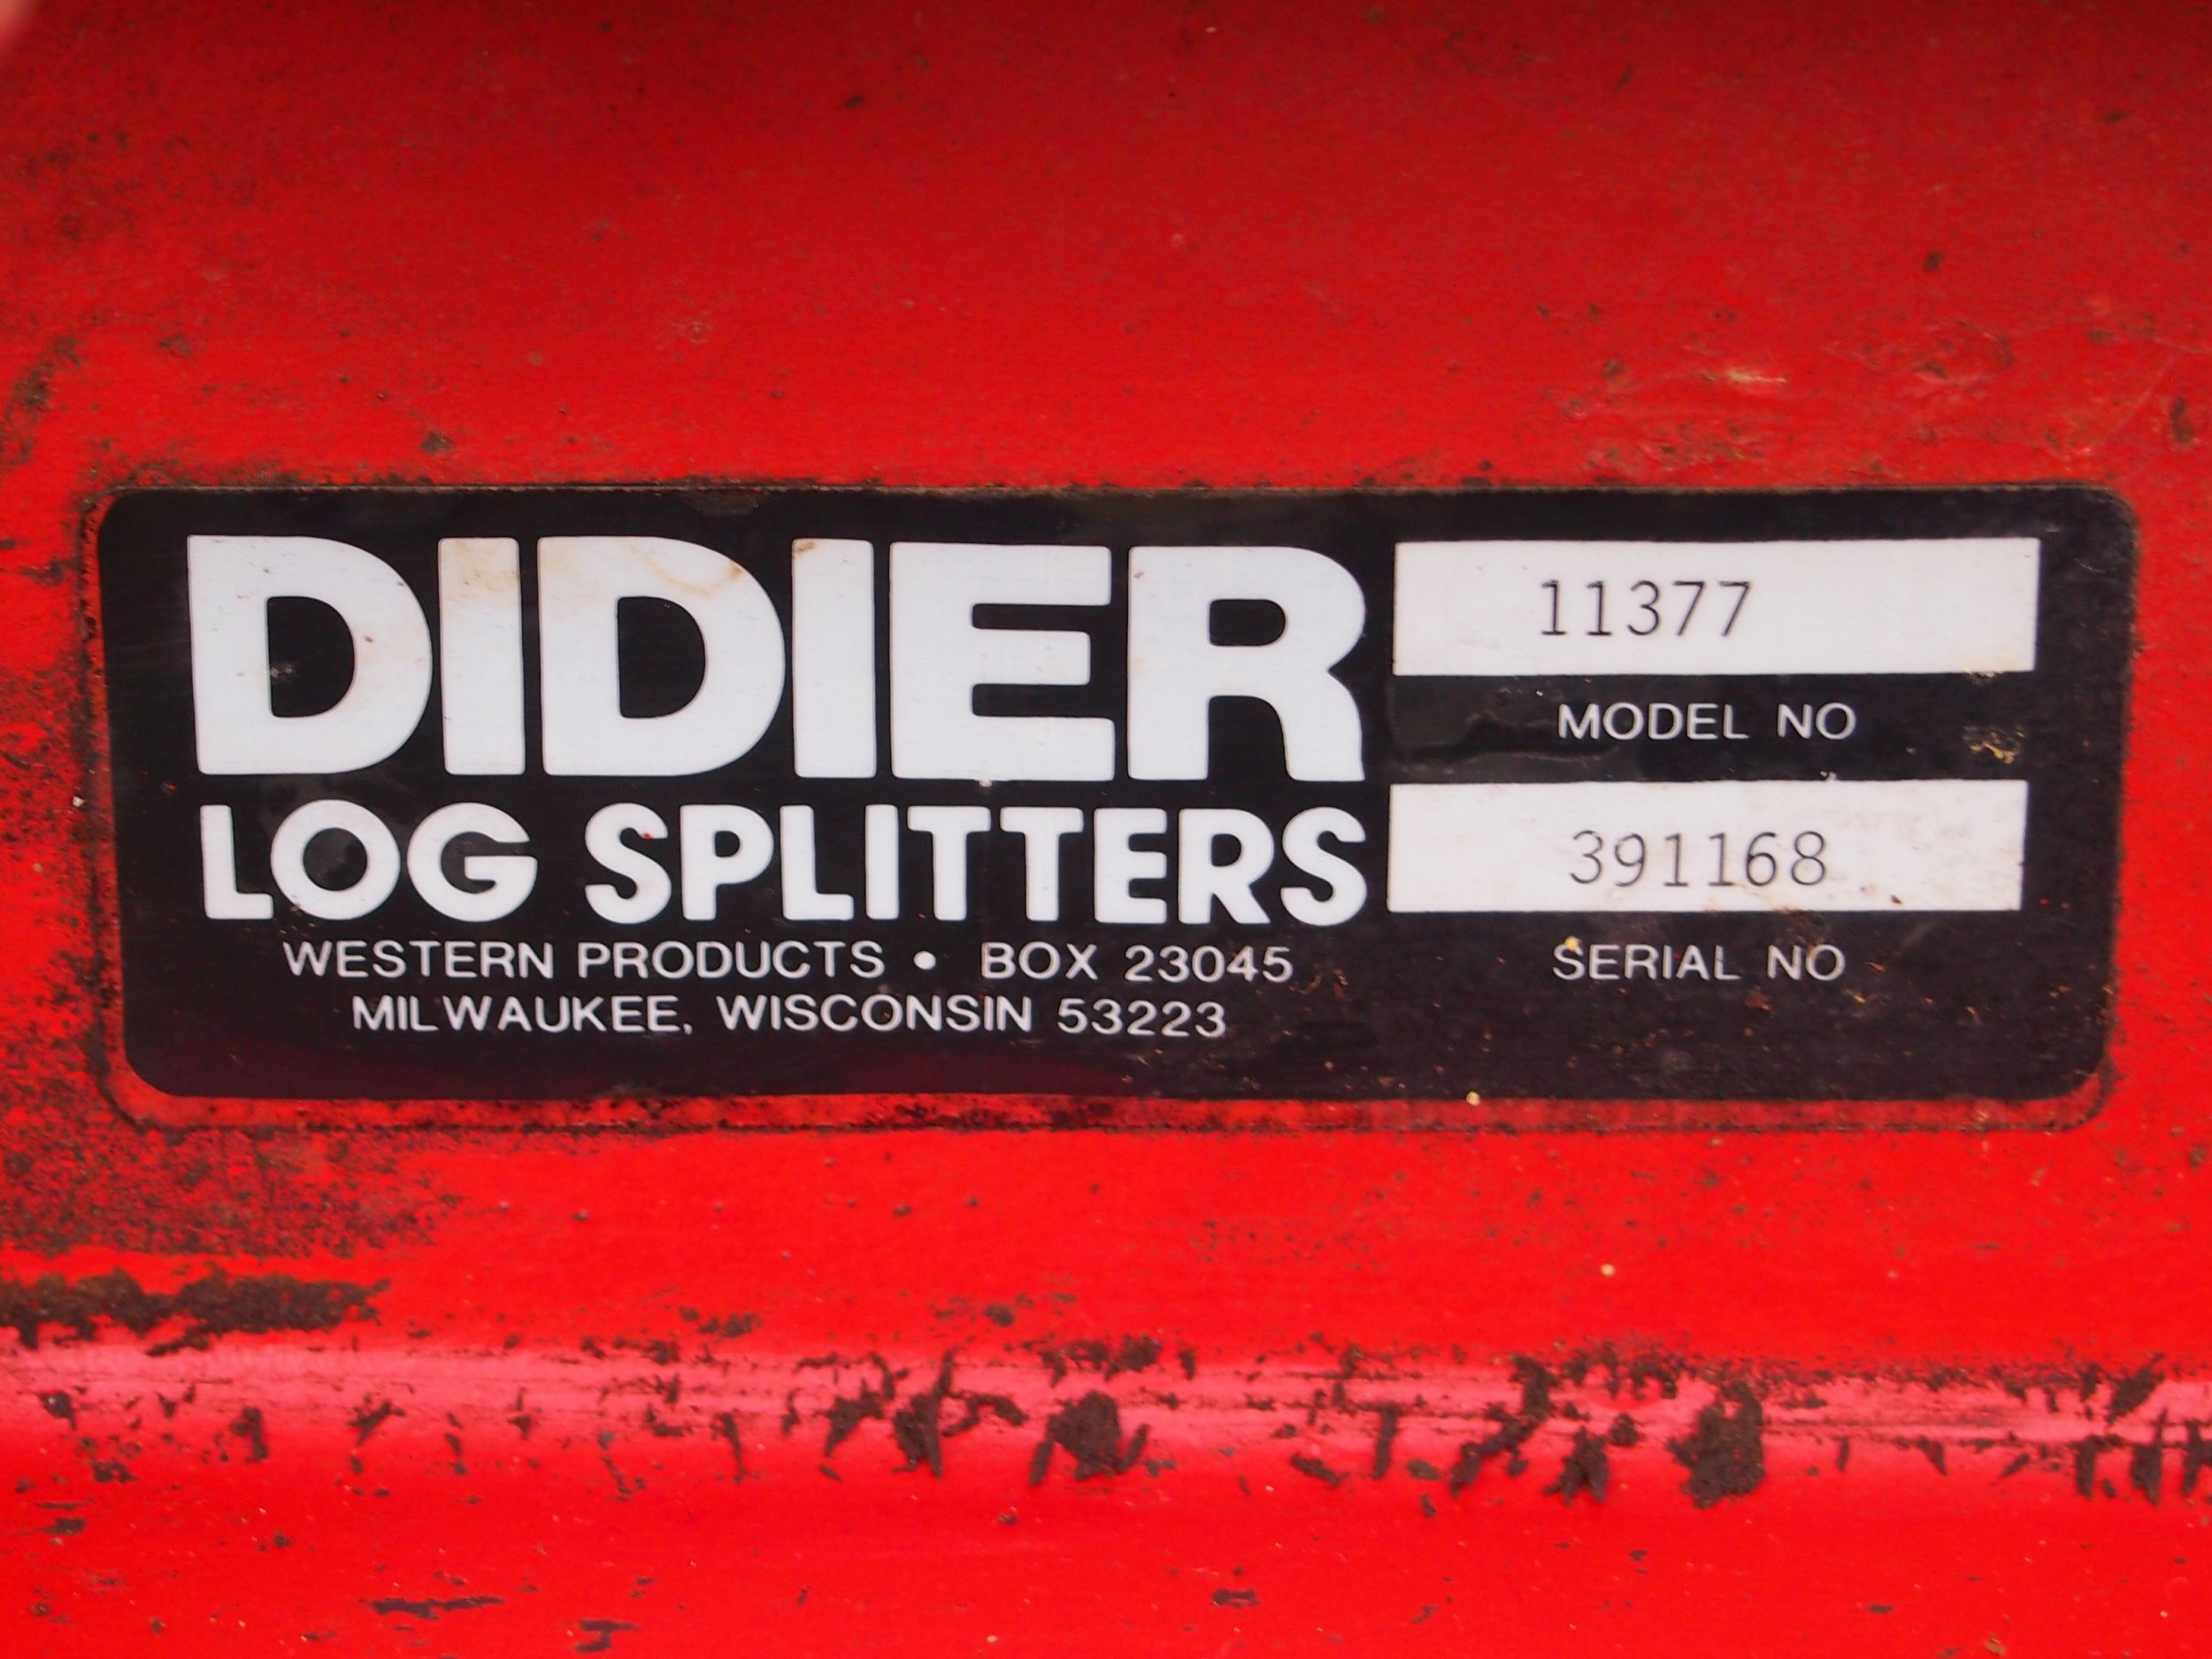 DIDIER
LOG SPLITTERS
WESTERN PRODUCTS • BOX 23045
MILWAUKEE, WISCONSIN 53223
11377
MODEL NO
391168
SERIAL NO